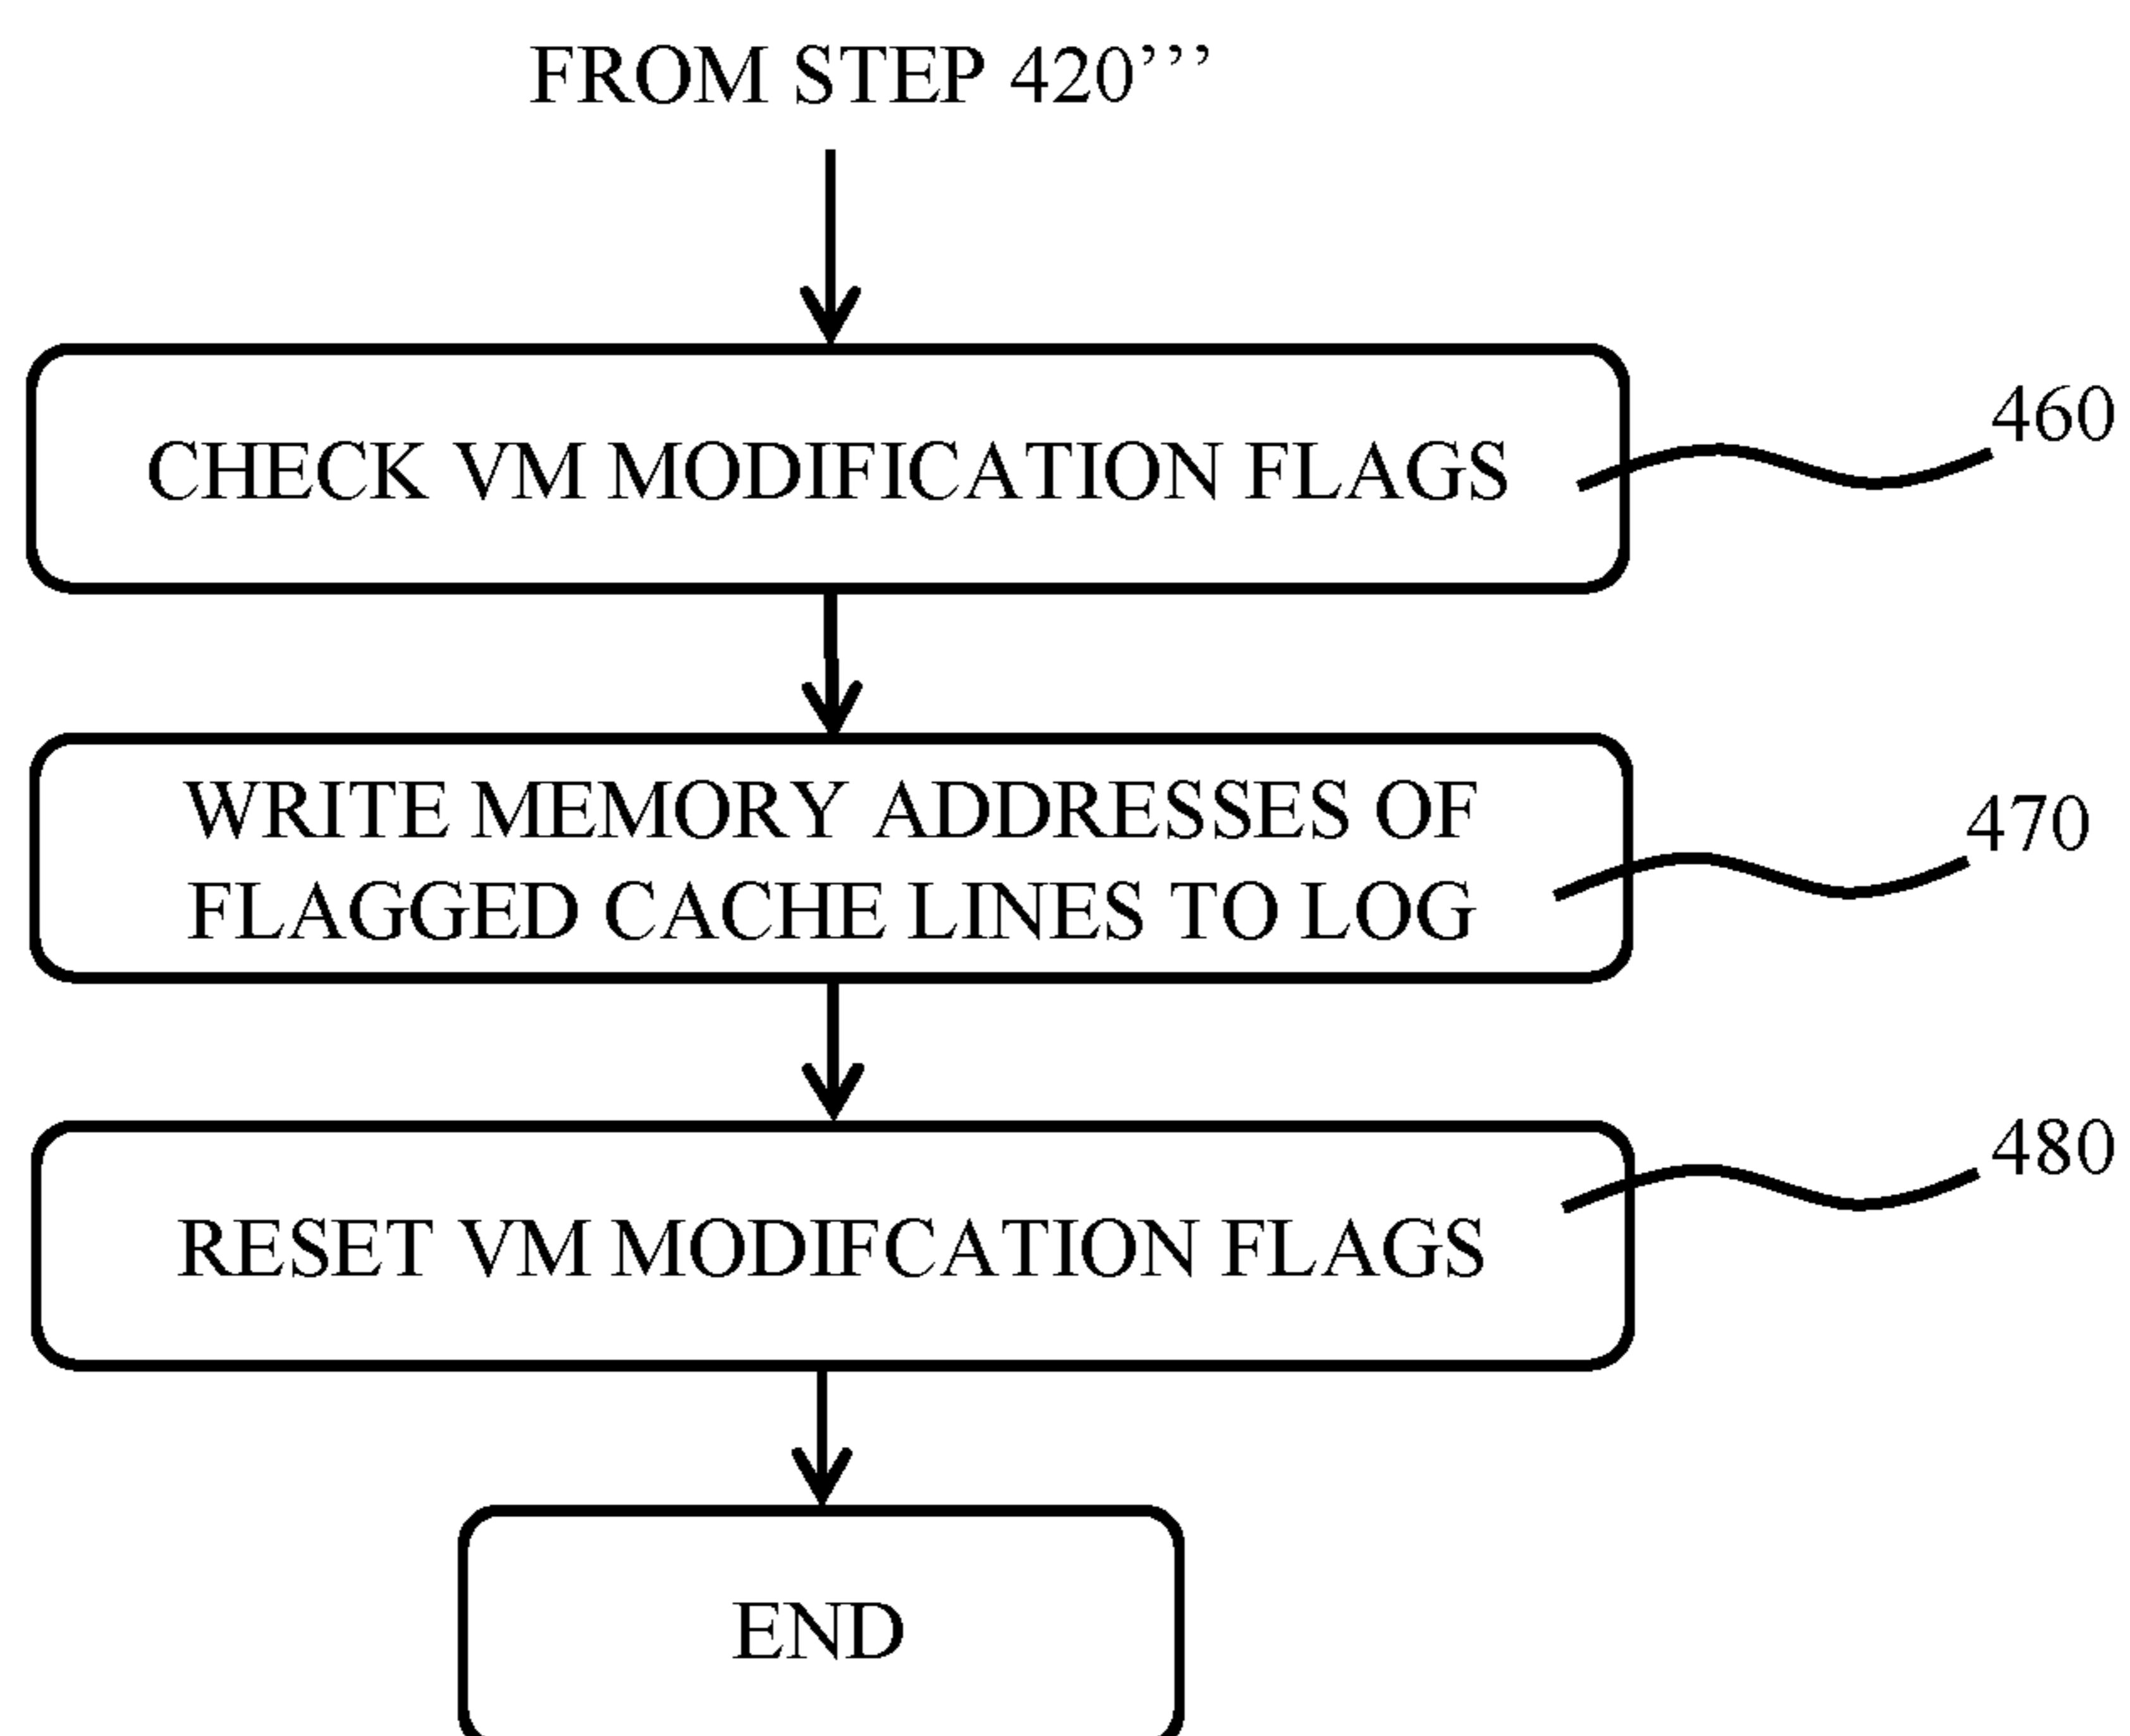 FROM STEP 420’’’
CHECK VM MODIFICATION FLAGS
460
WRITE MEMORY ADDRESSES OF
FLAGGED CACHE LINES TO LOG
470
RESET VM MODIFCATION FLAGS
480
END